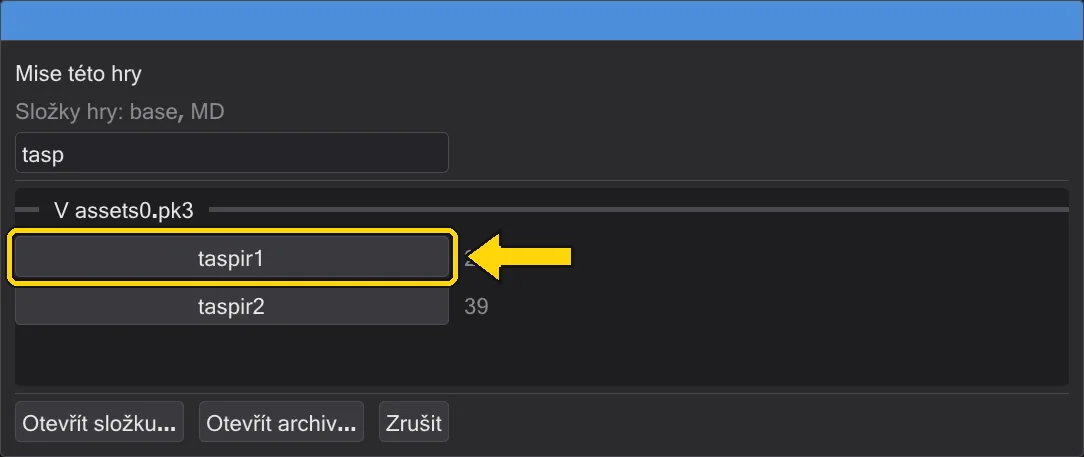 Mise této hry
Složky hry: base, MD
tasp
V assets0.pk3
taspir1
taspir2 39
Otevřít složku... Otevřít archiv... Zrušit